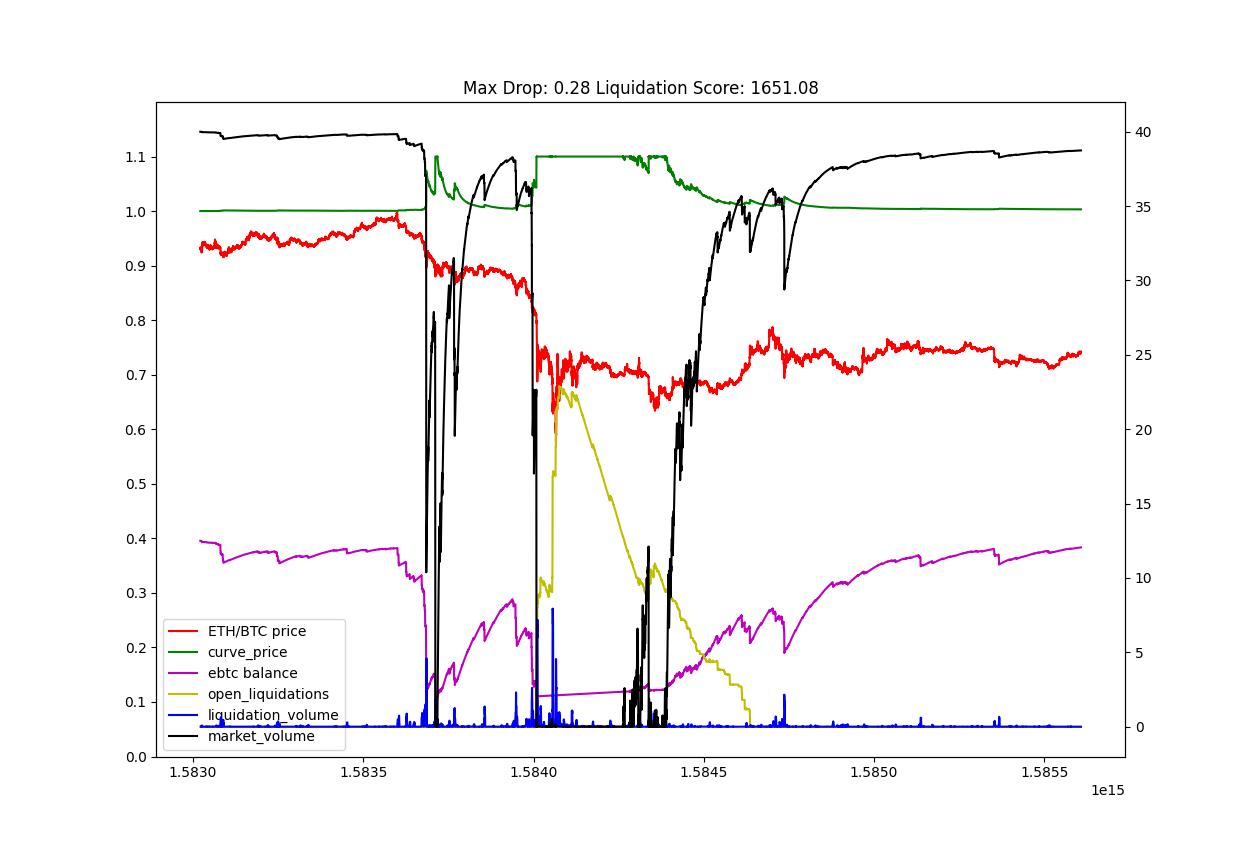 Max Drop: 0.28 Liquidation Score: 1651.08
1.1
1.0
0.9
0.8
0.7
0.6
0.5
0.4
0.3
0.2
0.1
0.0
40
35
30
25
20
15
10
5
0
ETH/BTC price
curve_price
ebtc balance
open_liquidations
liquidation_volume
market_volume
1.5830 1.5835 1.5840 1.5845 1.5850 1.5855
1e15